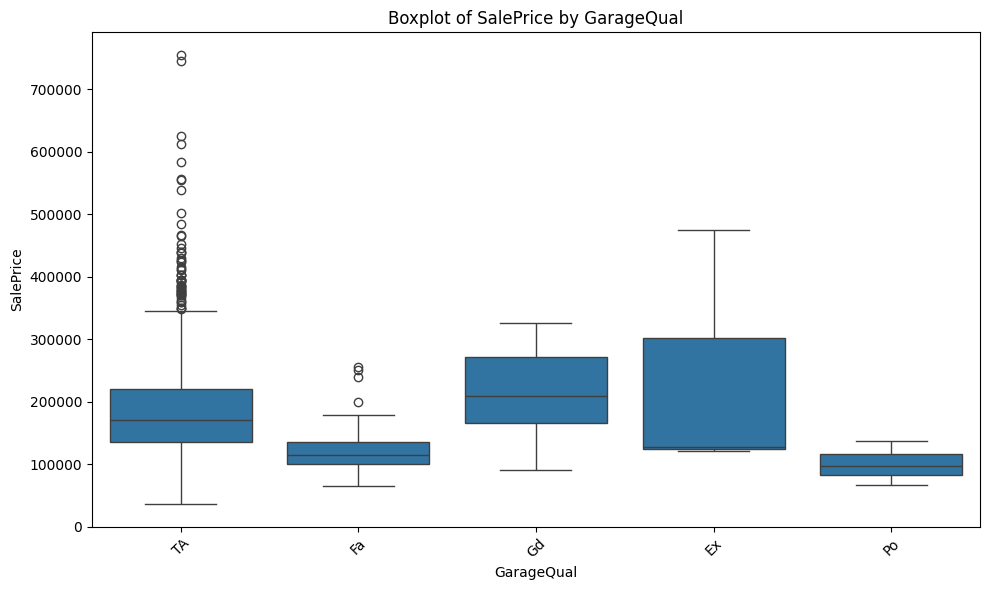 Boxplot of SalePrice by GarageQual
SalePrice
700000
600000
500000
400000
300000
200000
100000
0
TA
Fa
Gd
Ex
Po
GarageQual